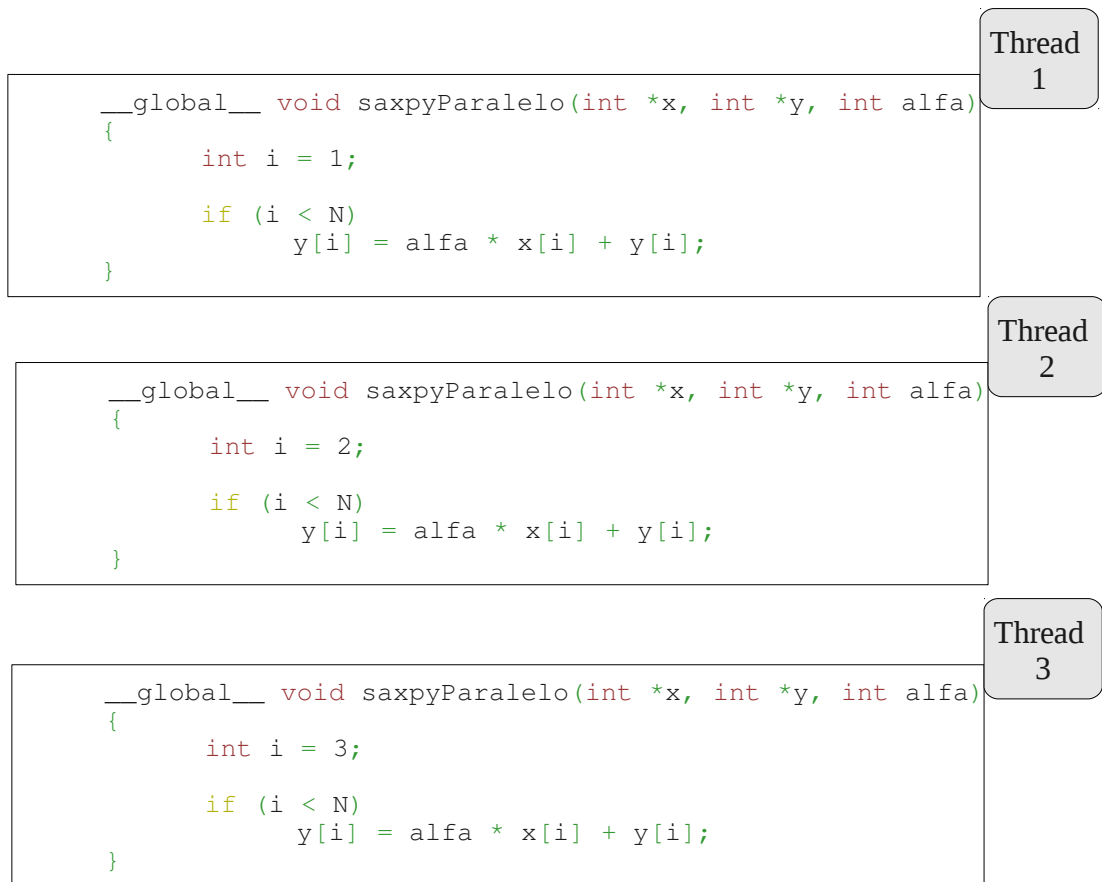 Thread
1
__global__ void saxpyParalelo(int *x, int *y, int alfa)
{
int i = 1;
if (i < N)
y[i] = alfa * x[i] + y[i];
}
Thread
2
__global__ void saxpyParalelo(int *x, int *y, int alfa)
{
int i = 2;
if (i < N)
y[i] = alfa * x[i] + y[i];
}
Thread
3
__global__ void saxpyParalelo(int *x, int *y, int alfa)
{
int i = 3;
if (i < N)
y[i] = alfa * x[i] + y[i];
}